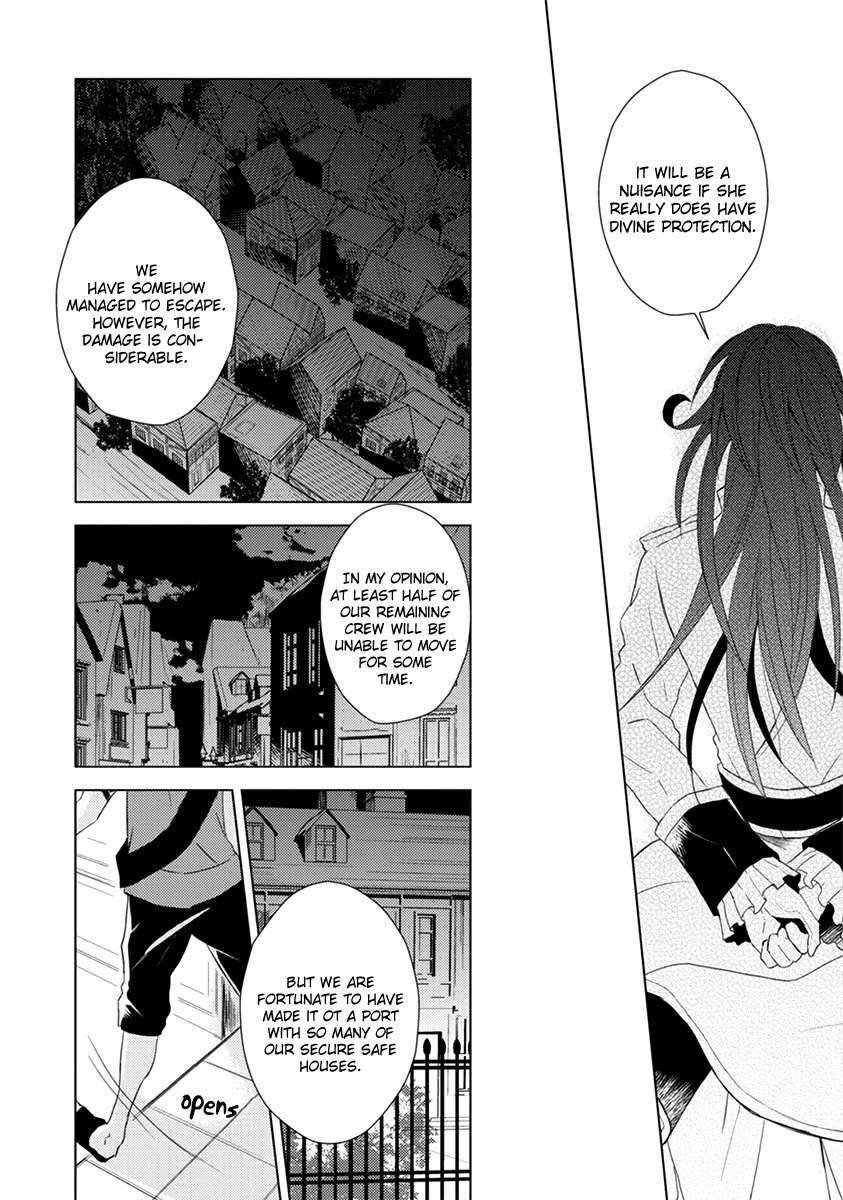 IT WILL BE A
NUISANCE IF SHE
REALLY DOES HAVE
DIVINE PROTECTION.
WE
HAVE SOMEHOW
MANAGED TO ESCAPE.
HOWEVER, THE
DAMAGE IS CON-
SIDERABLE.
IN MY OPINION,
AT LEAST HALF OF
OUR REMAINING
CREW WILL BE
UNABLE TO MOVE
FOR SOME
TIME.
BUT WE ARE
FORTUNATE TO HAVE
MADE IT OT A PORT
WITH SO MANY OF
OUR SECURE SAFE
HOUSES.
opens